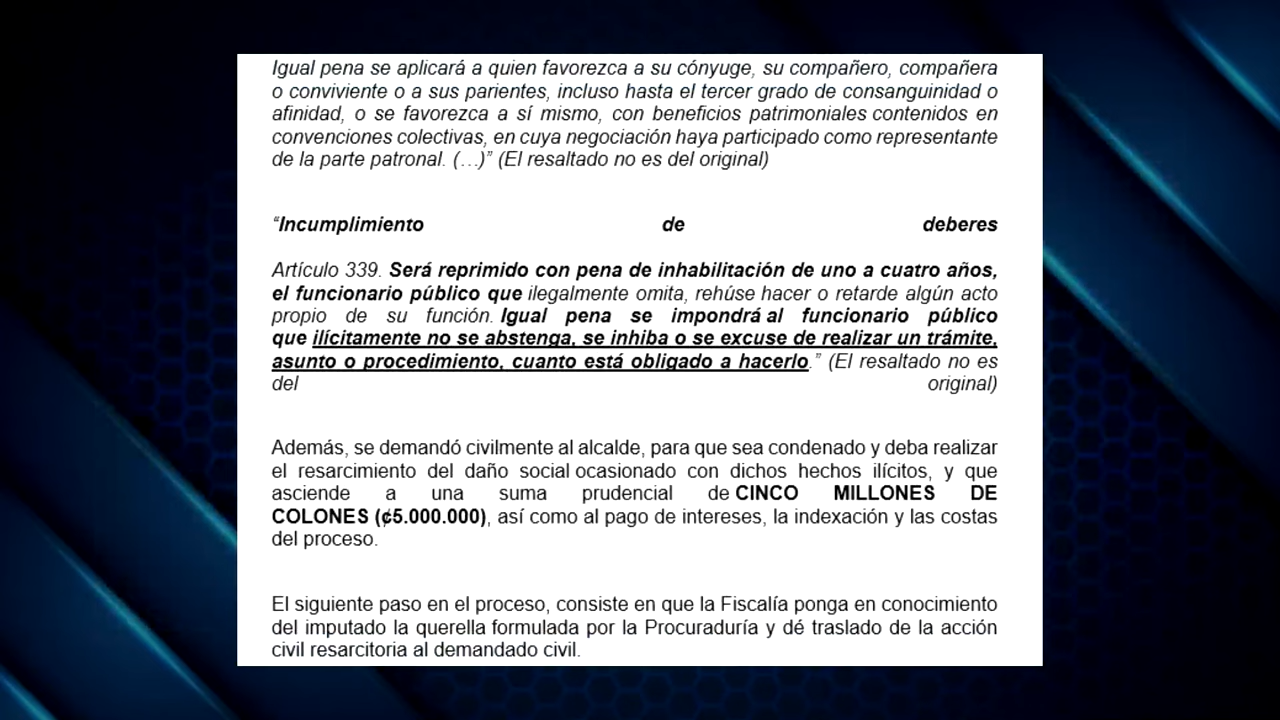 Igual pena se aplicará a quien favorezca a su cónyuge, su compañero, compañera
o conviviente o a sus parientes, incluso hasta el tercer grado de consanguinidad o
afinidad, o se favorezca a sí mismo, con beneficios patrimoniales contenidos en
convenciones colectivas, en cuya negociación haya participado como representante
de la parte patronal. (…)” (El resaltado no es del original)
“Incumplimiento de deberes
Artículo 339. Será reprimido con pena de inhabilitación de uno a cuatro años,
el funcionario público que ilegalmente omita, rehúse hacer o retarde algún acto
propio de su función. Igual pena se impondrá al funcionario público
que ilícitamente no se abstenga, se inhiba o se excuse de realizar un trámite,
asunto o procedimiento, cuanto está obligado a hacerlo.” (El resaltado no es
del original)
Además, se demandó civilmente al alcalde, para que sea condenado y deba realizar
el resarcimiento del daño social ocasionado con dichos hechos ilícitos, y que
asciende a una suma prudencial de CINCO MILLONES DE
COLONES (¢5.000.000), así como al pago de intereses, la indexación y las costas
del proceso.
El siguiente paso en el proceso, consiste en que la Fiscalía ponga en conocimiento
del imputado la querella formulada por la Procuraduría y dé traslado de la acción
civil resarcitoria al demandado civil.